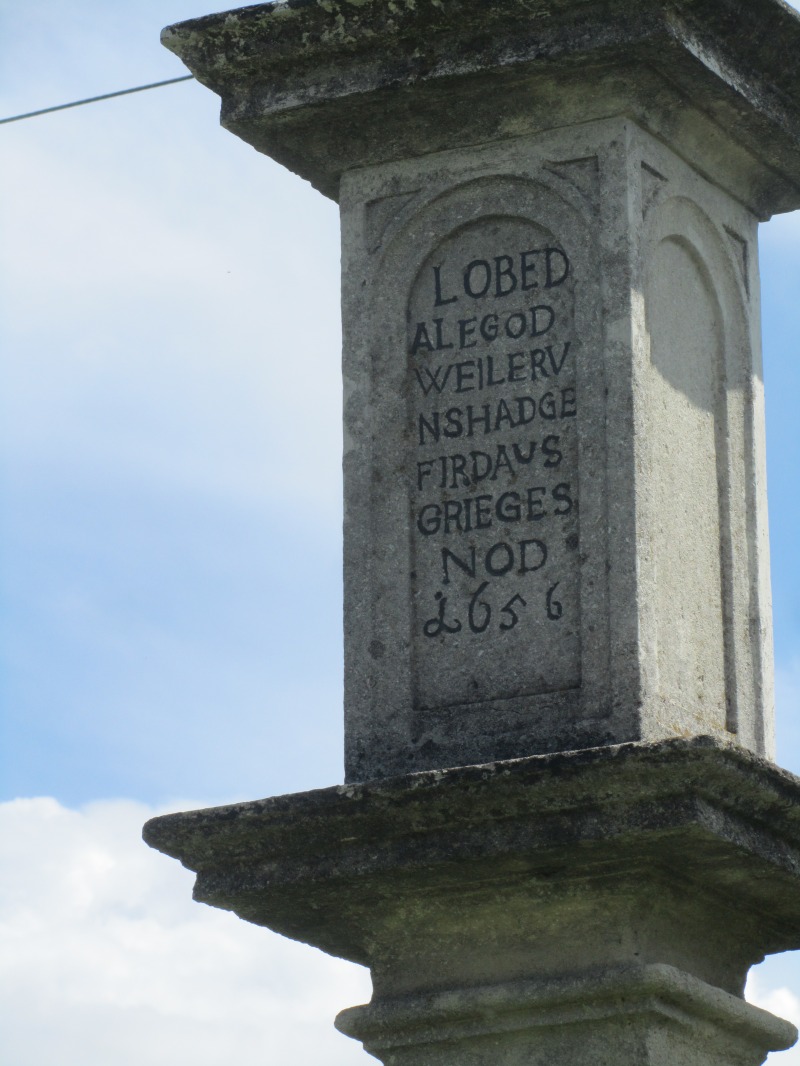 LOBED
ALEGOD
WEILERV
NSHADGE
FIRDAUS
GRIEGES
NOD
1656